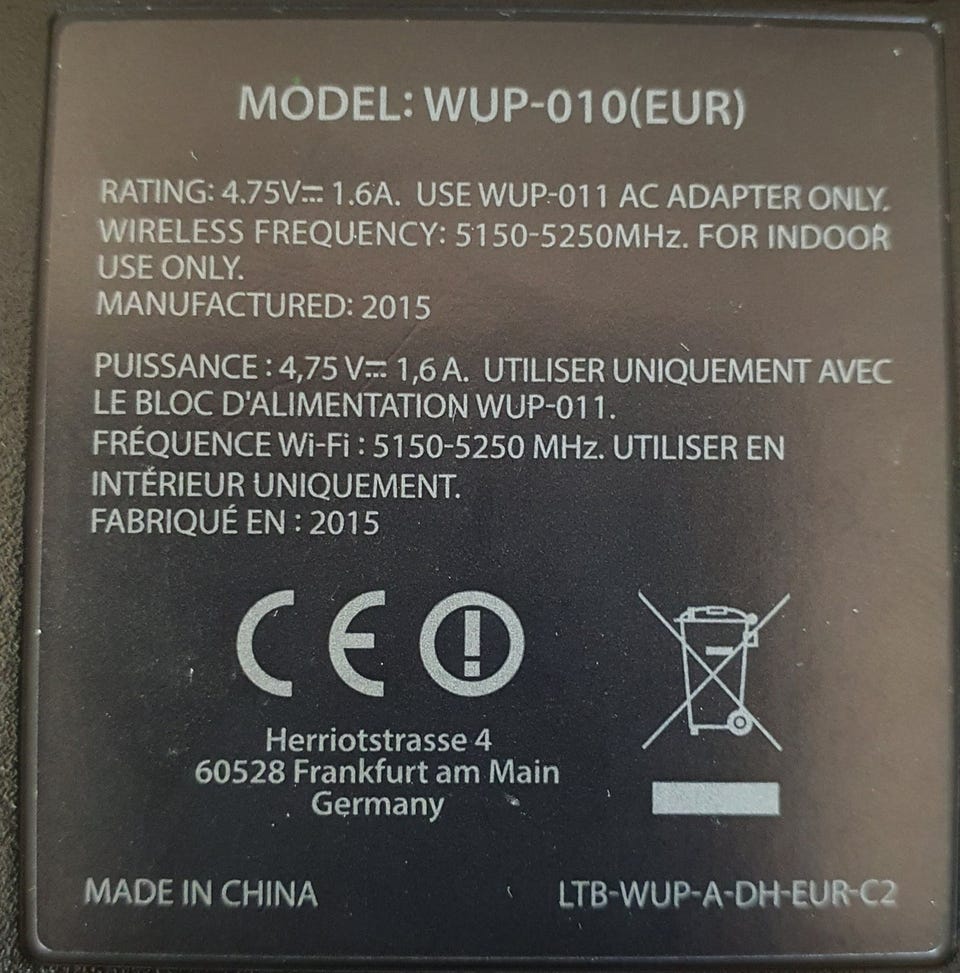 MODEL: WUP-010(EUR)
RATING: 4.75V⎓ 1.6A. USE WUP-011 AC ADAPTER ONLY.
WIRELESS FREQUENCY: 5150-5250MHz. FOR INDOOR
USE ONLY.
MANUFACTURED: 2015
PUISSANCE : 4,75 V⎓ 1,6 A. UTILISER UNIQUEMENT AVEC
LE BLOC D'ALIMENTATION WUP-011.
FRÉQUENCE Wi-Fi : 5150-5250 MHz. UTILISER EN
INTÉRIEUR UNIQUEMENT.
FABRIQUÉ EN : 2015
CE
Herriotstrasse 4
60528 Frankfurt am Main
Germany
MADE IN CHINA
LTB-WUP-A-DH-EUR-C2